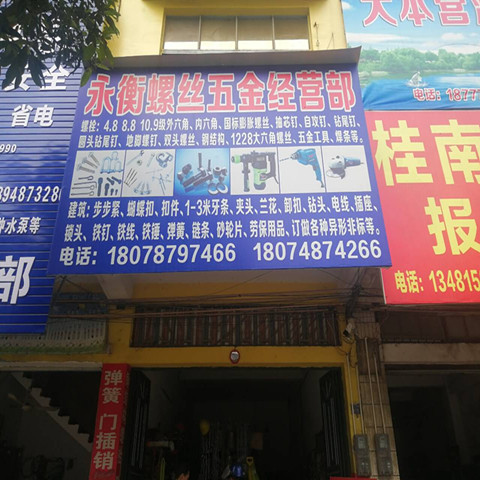 永衡螺丝五金经营部
螺栓：4.8 8.8 10.9级外六角、内六角、国标膨胀螺丝、抽芯钉、自攻钉、钻尾钉、
圆头钻尾钉、地脚螺钉、双头螺丝、钢结构、1228大六角螺丝、五金工具、焊条等。
建筑：步步紧、蝴蝶扣、扣件、1-3米牙条、夹头、兰花、卸扣、钻头、电线、插座、
锁头、铁钉、铁线、铁锤、弹簧、链条、砂轮片、劳保用品、订做各种异形非标等。
电话：18078797466 18074874266
省电
990
894873280
种水泵等
部
大本营
电话：1877
桂南
报
电话：134815
弹簧门插销